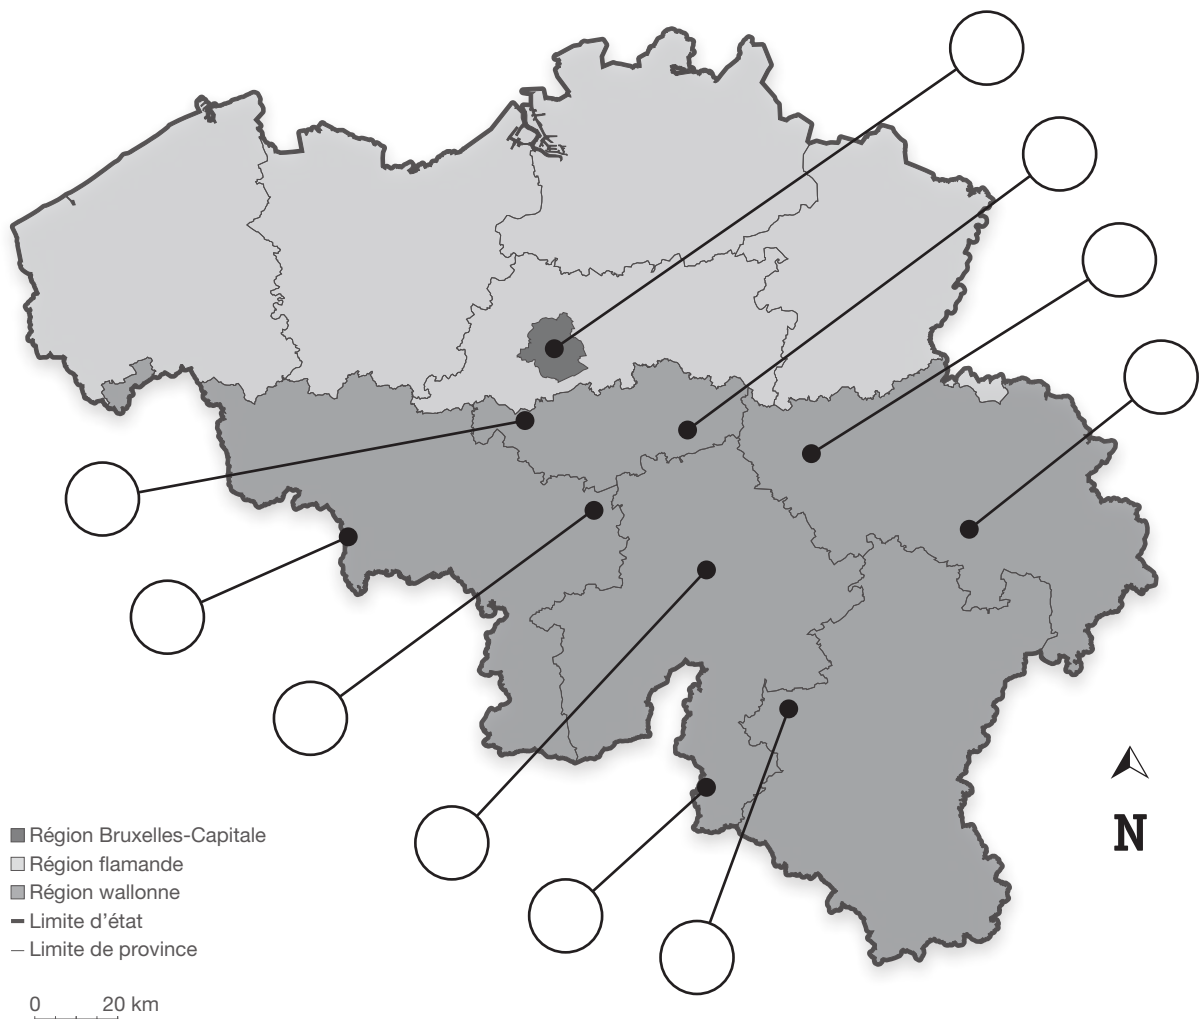 N
Région Bruxelles-Capitale
Région flamande
Région wallonne
Limite d'état
Limite de province
0 20 km